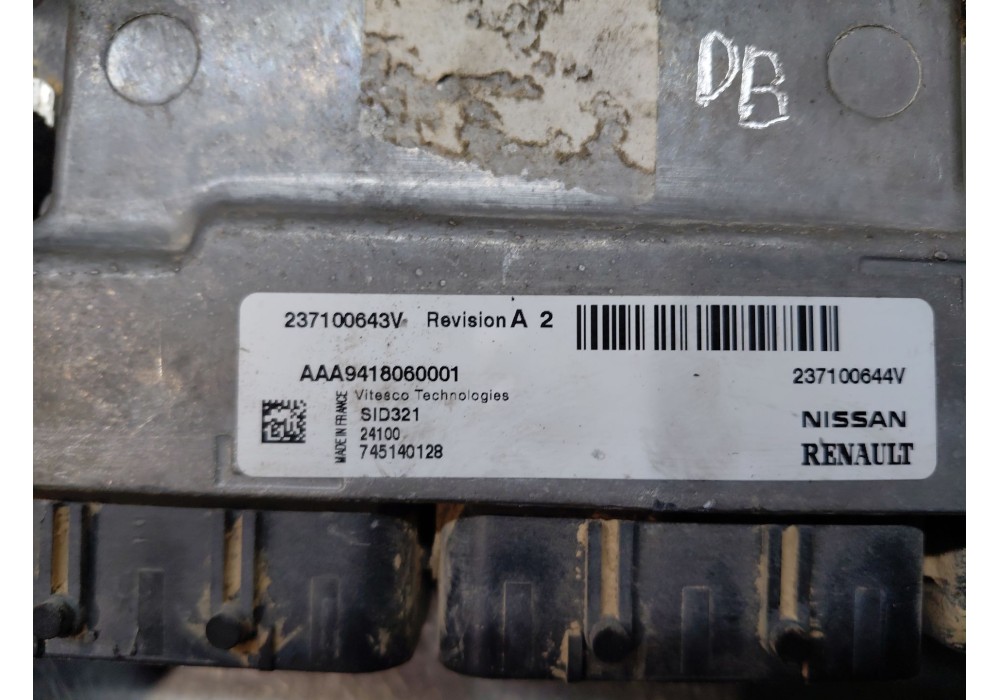 DB
237100643V Revision A 2
AAA9418060001
237100644V
Vitesco Technologies
MADE IN FRANCE
SID321
NISSAN
24100
745140128
RENAULT